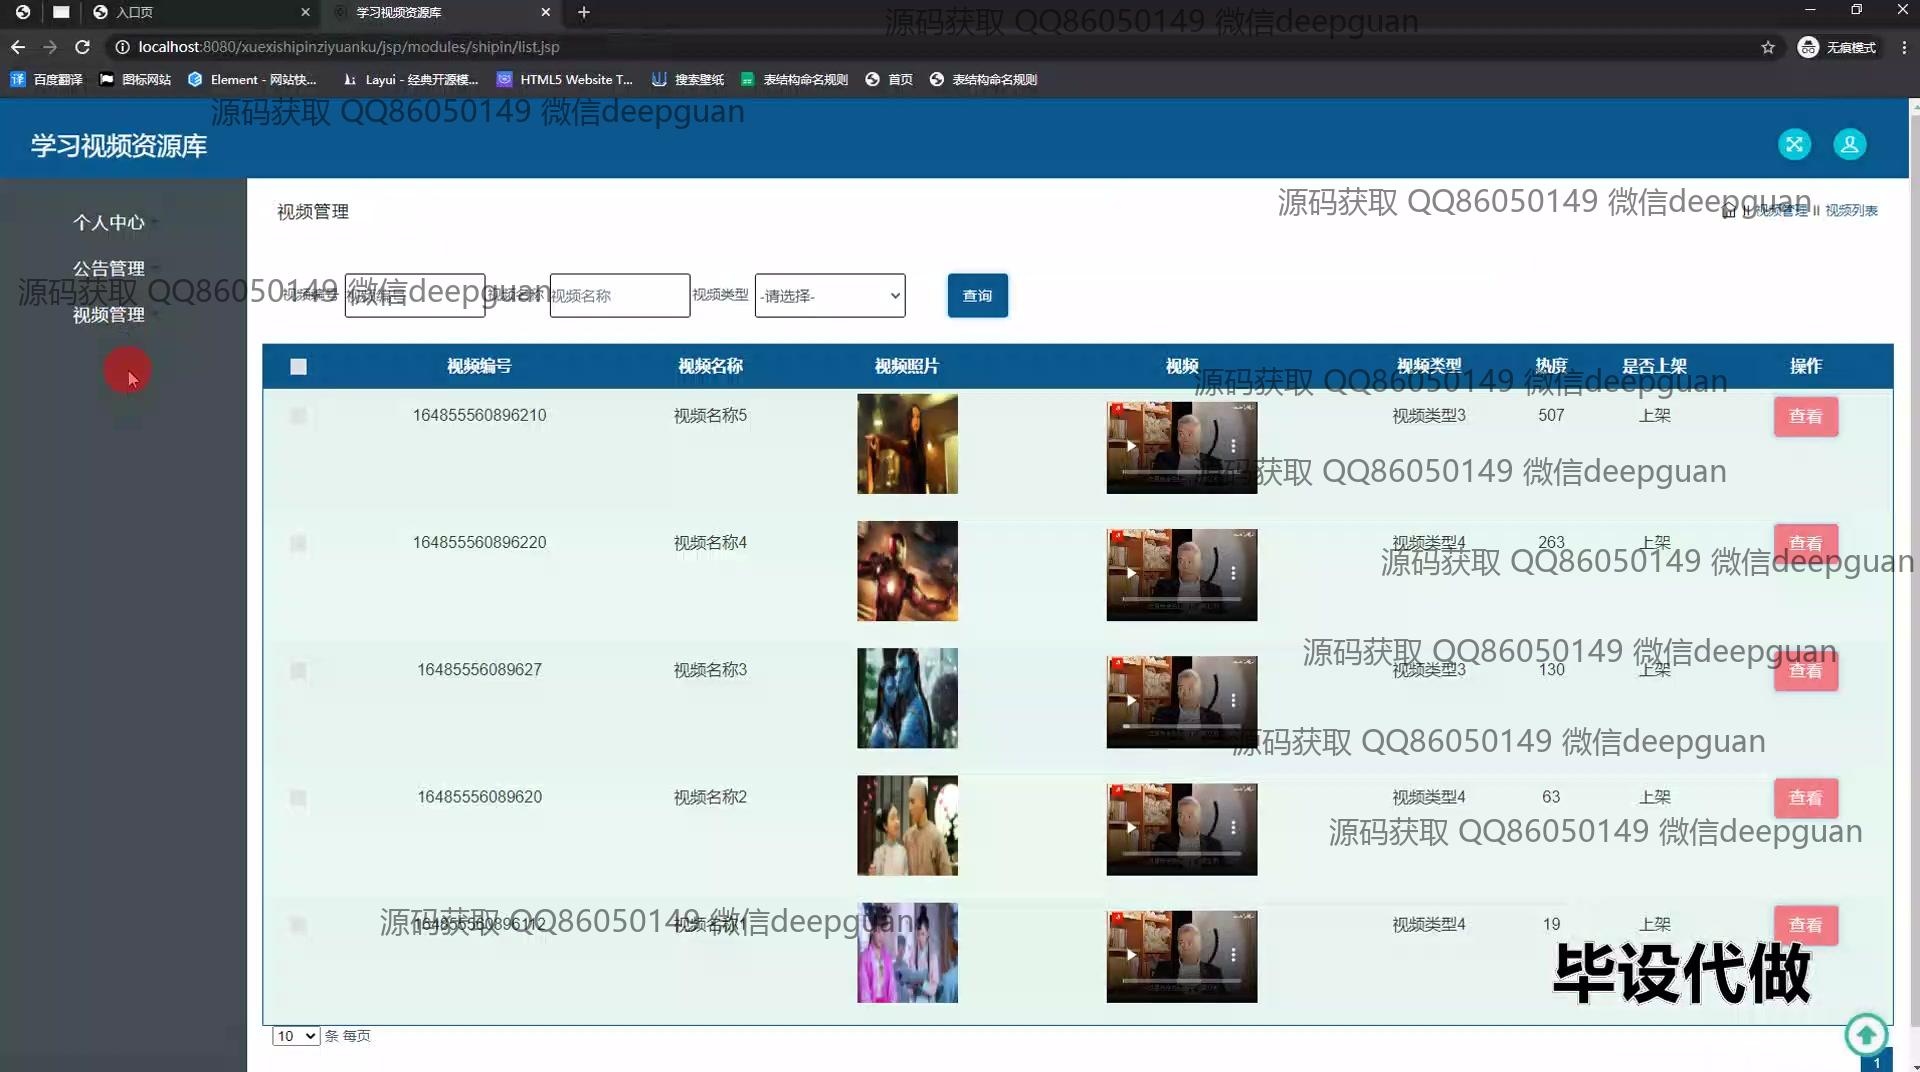 入口页
学习视频资源库
localhost:8080/xuexishipinziyuanku/jsp/modules/shipin/list.jsp
无痕模式
百度翻译
图标网站
Element - 网站快...
Layui - 经典开源模...
HTML5 Website T...
搜索壁纸
表结构命名规则
首页
表结构命名规则
源码获取 QQ86050149 微信deepguan
源码获取 QQ86050149 微信deepguan
学习视频资源库
个人中心
公告管理
视频管理
视频管理
源码获取 QQ86050149 微信deepguan
视频管理 II 视频列表
源码获取 QQ86050149 微信deepguan
视频编号 视频编号 视频名称 视频名称 视频类型 -请选择- 查询
视频编号 视频名称 视频照片 视频 视频类型 热度 是否上架 操作
源码获取 QQ86050149 微信deepguan
164855560896210 视频名称5 视频类型3 507 上架 查看
源码获取 QQ86050149 微信deepguan
164855560896220 视频名称4 视频类型4 263 上架 查看
源码获取 QQ86050149 微信deepguan
源码获取 QQ86050149 微信deepguan
16485556089627 视频名称3 视频类型3 130 上架 查看
源码获取 QQ86050149 微信deepguan
16485556089620 视频名称2 视频类型4 63 上架 查看
源码获取 QQ86050149 微信deepguan
源码获取 QQ86050149 微信deepguan
164855560896112 视频名称1 视频类型4 19 上架 查看
毕设代做
10 条 每页
1